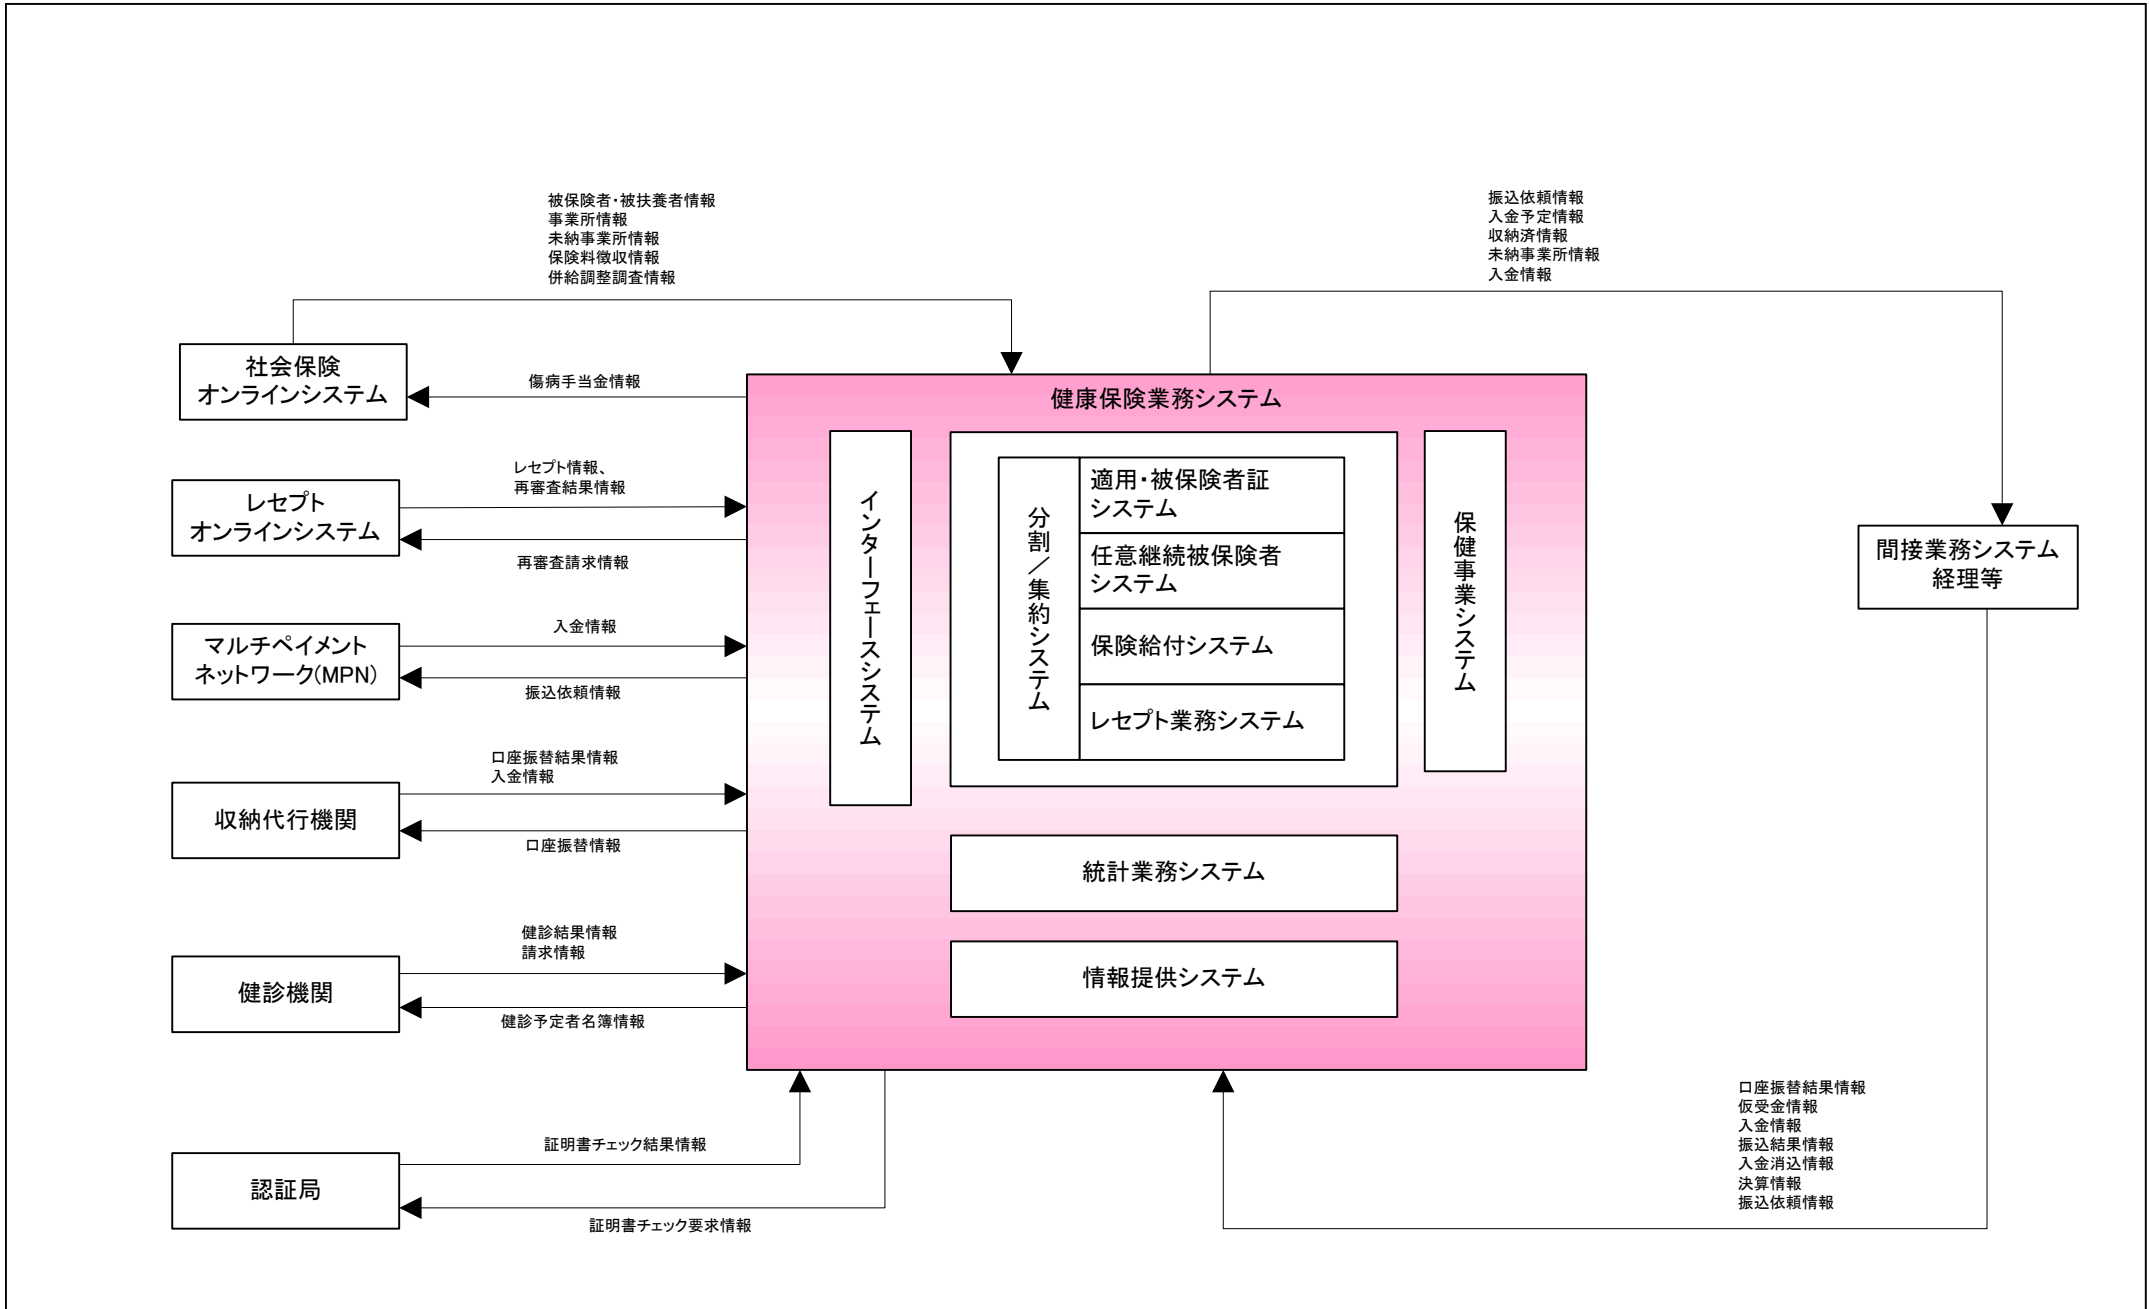 被保険者・被扶養者情報
事業所情報
未納事業所情報
保険料徴収情報
併給調整調査情報
振込依頼情報
入金予定情報
収納済情報
未納事業所情報
入金情報
社会保険
オンラインシステム
傷病手当金情報
レセプト
オンラインシステム
レセプト情報、
再審査結果情報
再審査請求情報
マルチペイメント
ネットワーク(MPN)
入金情報
振込依頼情報
収納代行機関
口座振替結果情報
入金情報
口座振替情報
健診機関
健診結果情報
請求情報
健診予定者名簿情報
認証局
証明書チェック結果情報
証明書チェック要求情報
健康保険業務システム
インターフェースシステム
分割／集約システム
適用・被保険者証
システム
任意継続被保険者
システム
保険給付システム
レセプト業務システム
保健事業システム
統計業務システム
情報提供システム
間接業務システム
経理等
口座振替結果情報
仮受金情報
入金情報
振込結果情報
入金消込情報
決算情報
振込依頼情報